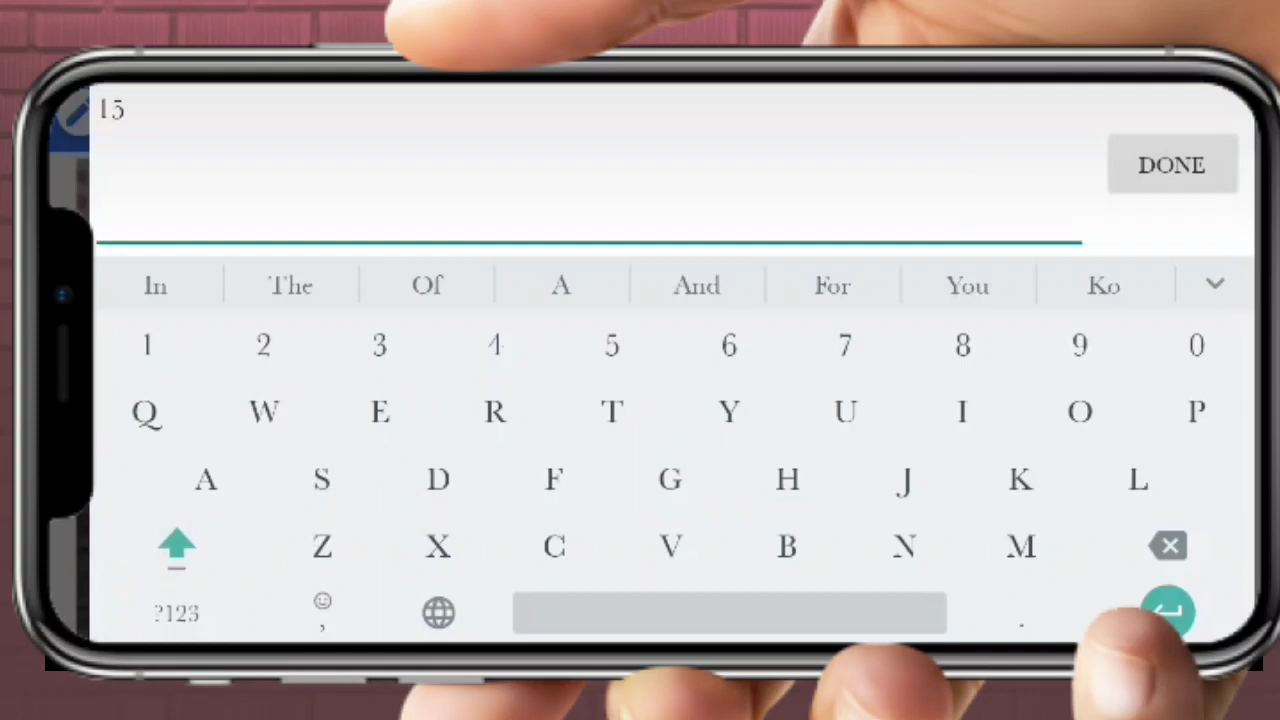 15
DONE
In The Of A And For You Ko
1 2 3 4 5 6 7 8 9 0
Q W E R T Y U I O P
A S D F G H J K L
Z X C V B N M
?123 , .